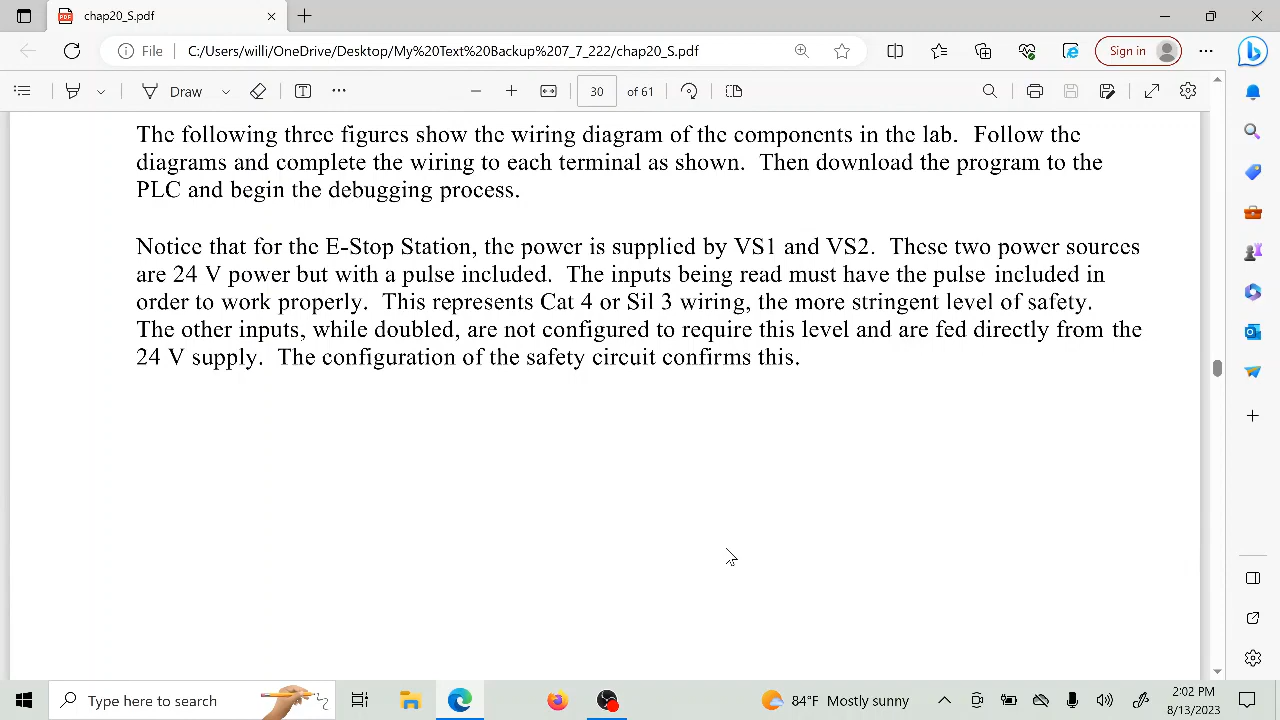 chap20_S.pdf
File
C:/Users/willi/OneDrive/Desktop/My%20Text%20Backup%207_7_222/chap20_S.pdf
Sign in
Draw
30 of 61
The following three figures show the wiring diagram of the components in the lab.  Follow the
diagrams and complete the wiring to each terminal as shown.  Then download the program to the
PLC and begin the debugging process.
Notice that for the E-Stop Station, the power is supplied by VS1 and VS2.  These two power sources
are 24 V power but with a pulse included.  The inputs being read must have the pulse included in
order to work properly.  This represents Cat 4 or Sil 3 wiring, the more stringent level of safety.
The other inputs, while doubled, are not configured to require this level and are fed directly from the
24 V supply.  The configuration of the safety circuit confirms this.
Type here to search
84°F Mostly sunny
2:02 PM
8/13/2023